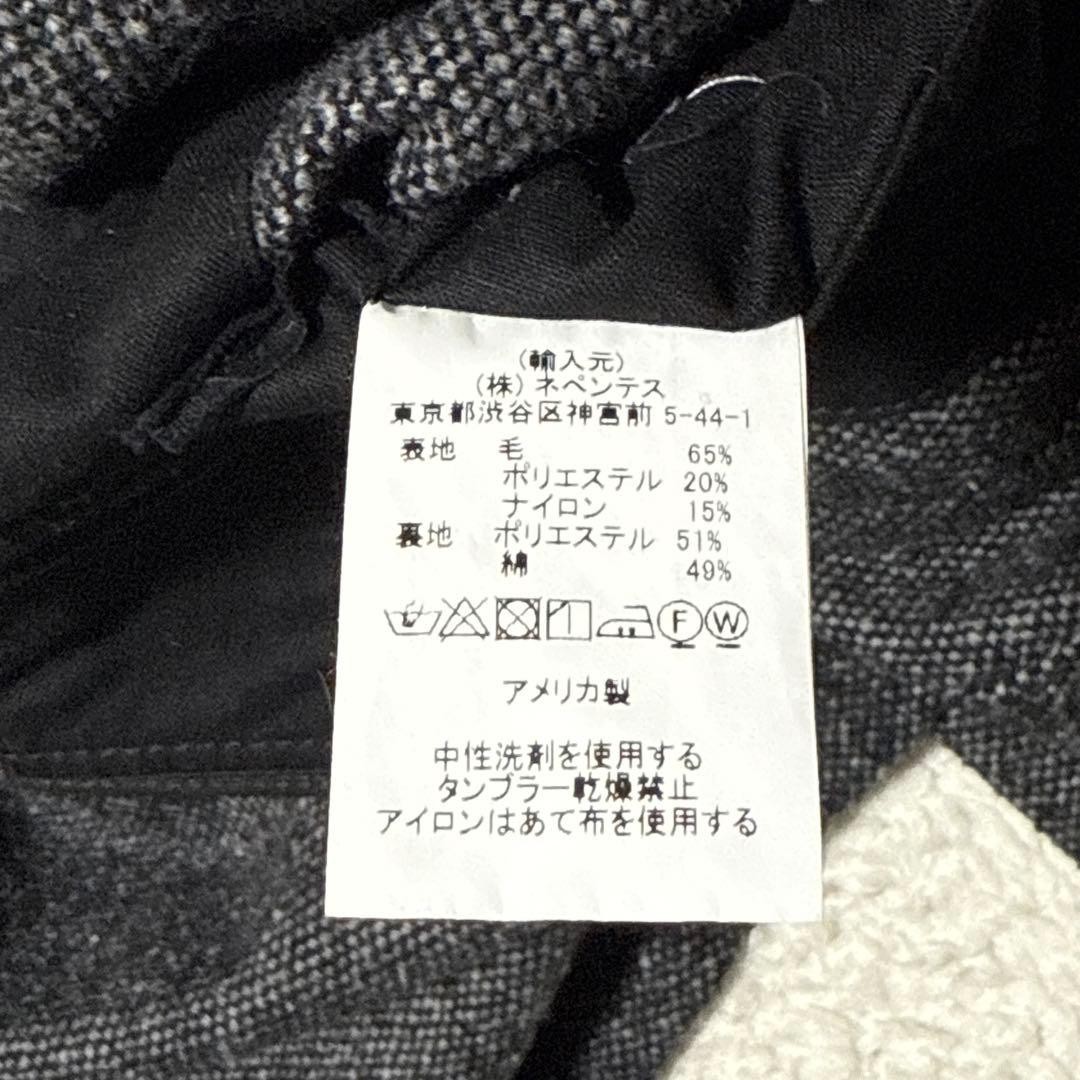 (輸入元)
(株)ネペンテス
東京都渋谷区神宮前 5-44-1
表地 毛 65%
ポリエステル 20%
ナイロン 15%
裏地 ポリエステル 51%
綿 49%
F W
アメリカ製
中性洗剤を使用する
タンブラー乾燥禁止
アイロンはあて布を使用する